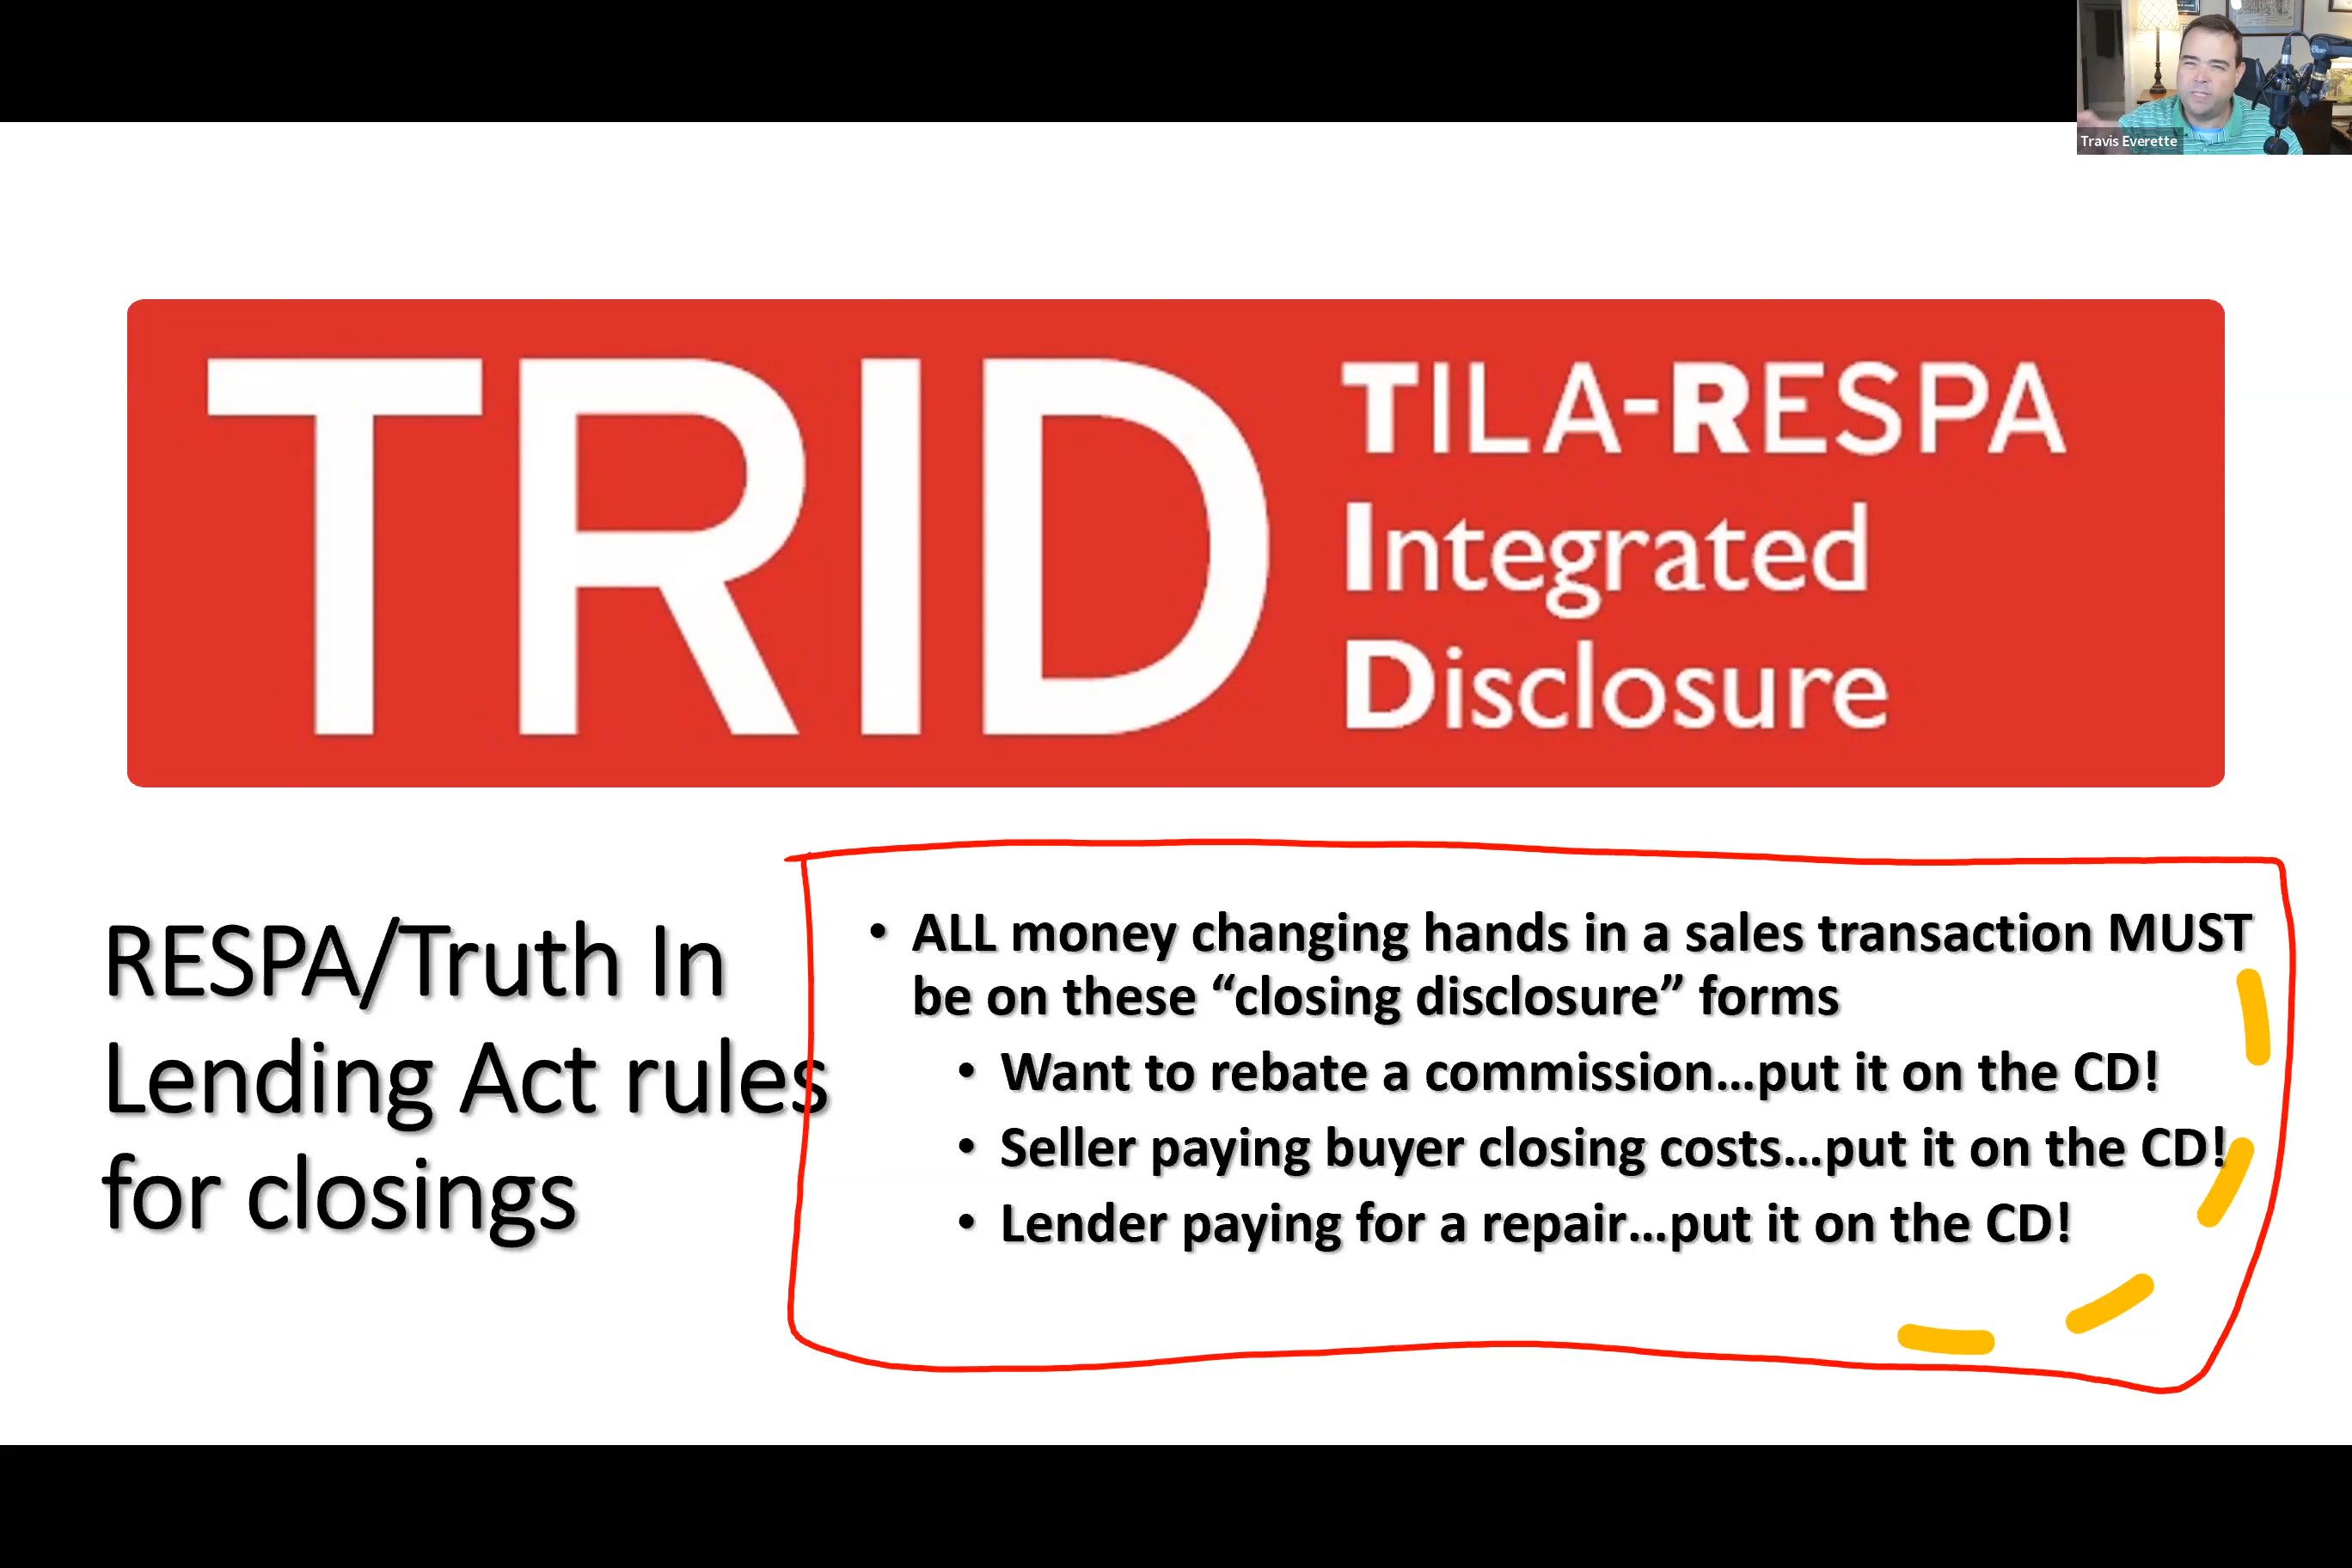 Travis Everette
TRID
TILA-RESPA
Integrated
Disclosure
RESPA/Truth In
Lending Act rules
for closings
• ALL money changing hands in a sales transaction MUST
be on these “closing disclosure” forms
• Want to rebate a commission...put it on the CD!
• Seller paying buyer closing costs...put it on the CD!
• Lender paying for a repair...put it on the CD!